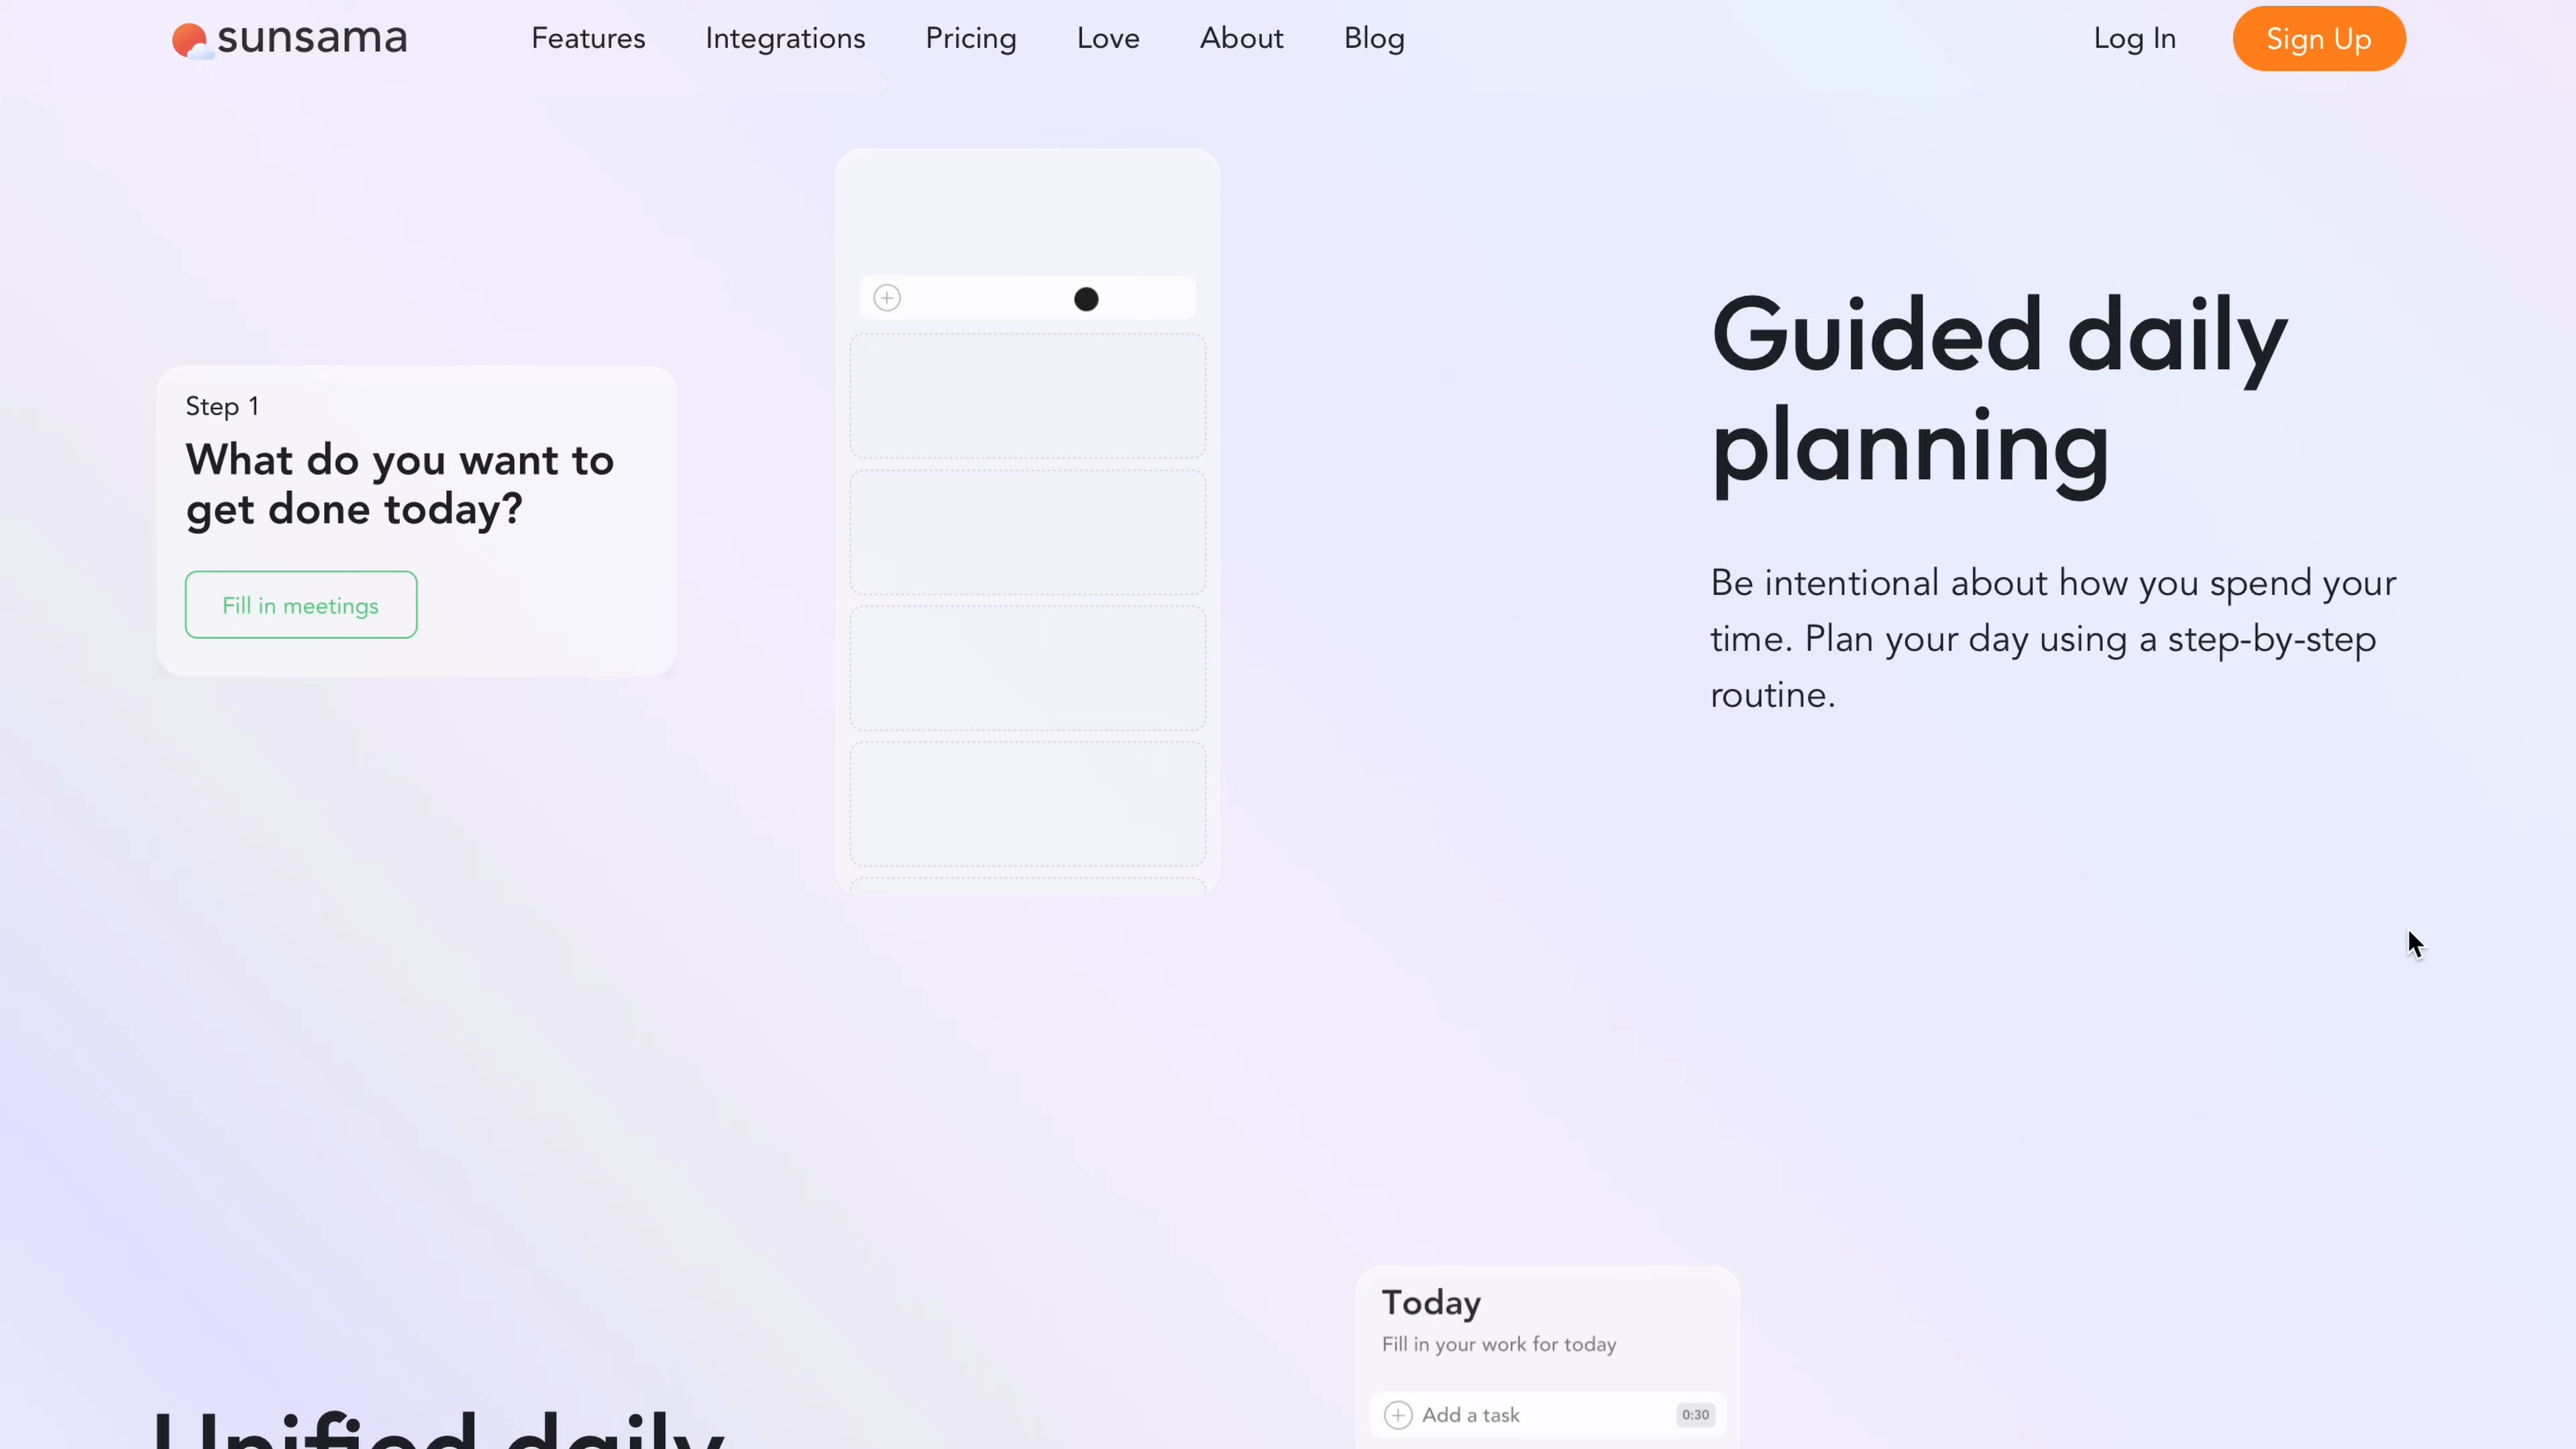 sunsama
Features
Integrations
Pricing
Love
About
Blog
Log In
Sign Up
Step 1
What do you want to
get done today?
Fill in meetings
Guided daily
planning
Be intentional about how you spend your
time. Plan your day using a step-by-step
routine.
Unified daily
Today
Fill in your work for today
Add a task
0:30